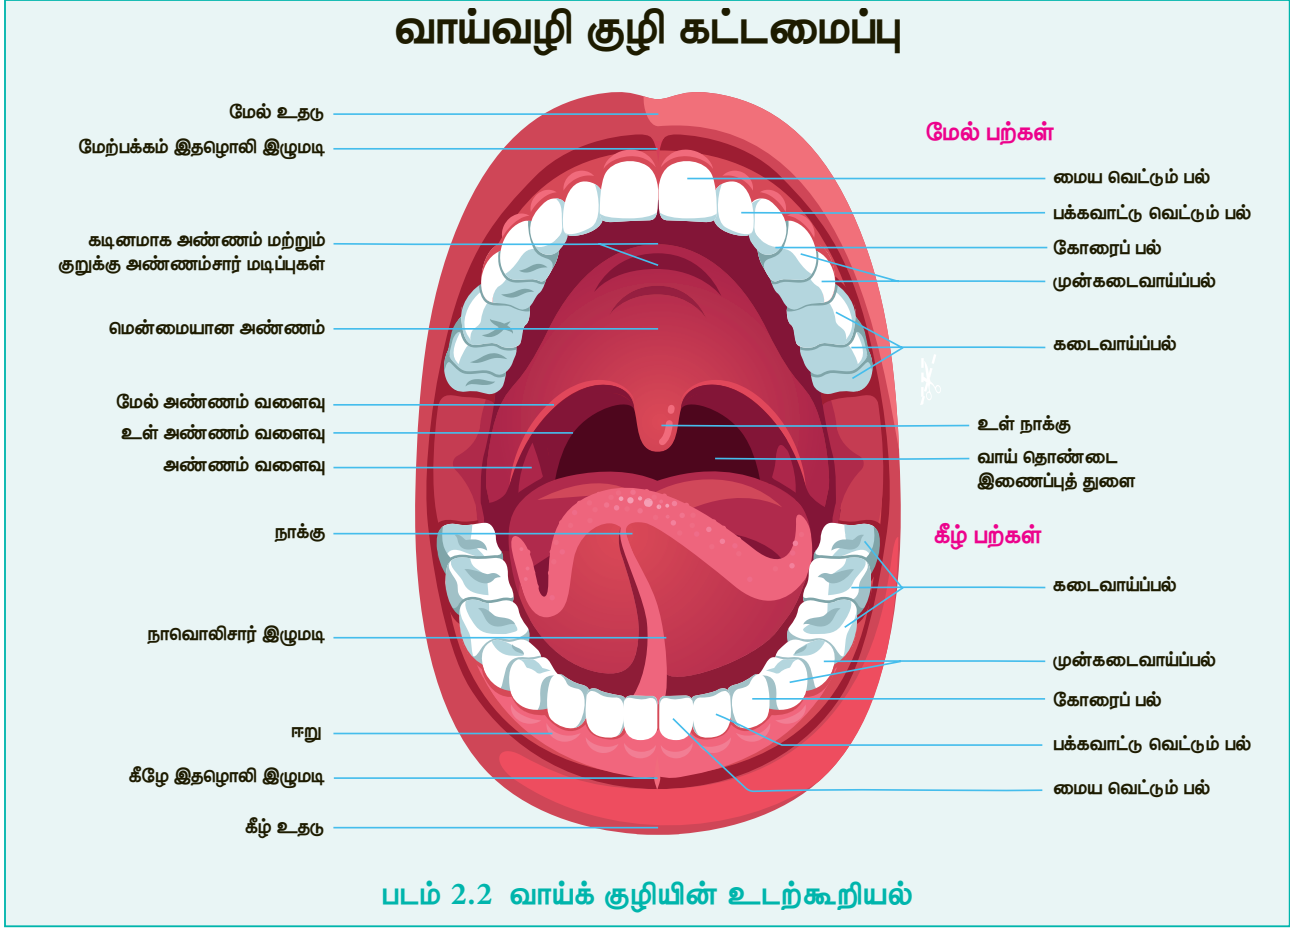 வாய்வழி குழி கட்டமைப்பு
மேல் உதடு
மேற்பக்கம் இதழொலி இழுமடி
கடினமாக அண்ணம் மற்றும்
குறுக்கு அண்ணம்சார் மடிப்புகள்
மென்மையான அண்ணம்
மேல் அண்ணம் வளைவு
உள் அண்ணம் வளைவு
அண்ணம் வளைவு
நாக்கு
நாவொலிசார் இழுமடி
ஈறு
கீழே இதழொலி இழுமடி
கீழ் உதடு
மேல் பற்கள்
மைய வெட்டும் பல்
பக்கவாட்டு வெட்டும் பல்
கோரைப் பல்
முன்கடைவாய்ப்பல்
கடைவாய்ப்பல்
உள் நாக்கு
வாய் தொண்டை
இணைப்புத் துளை
கீழ் பற்கள்
கடைவாய்ப்பல்
முன்கடைவாய்ப்பல்
கோரைப் பல்
பக்கவாட்டு வெட்டும் பல்
மைய வெட்டும் பல்
படம் 2.2 வாய்க் குழியின் உடற்கூறியல்